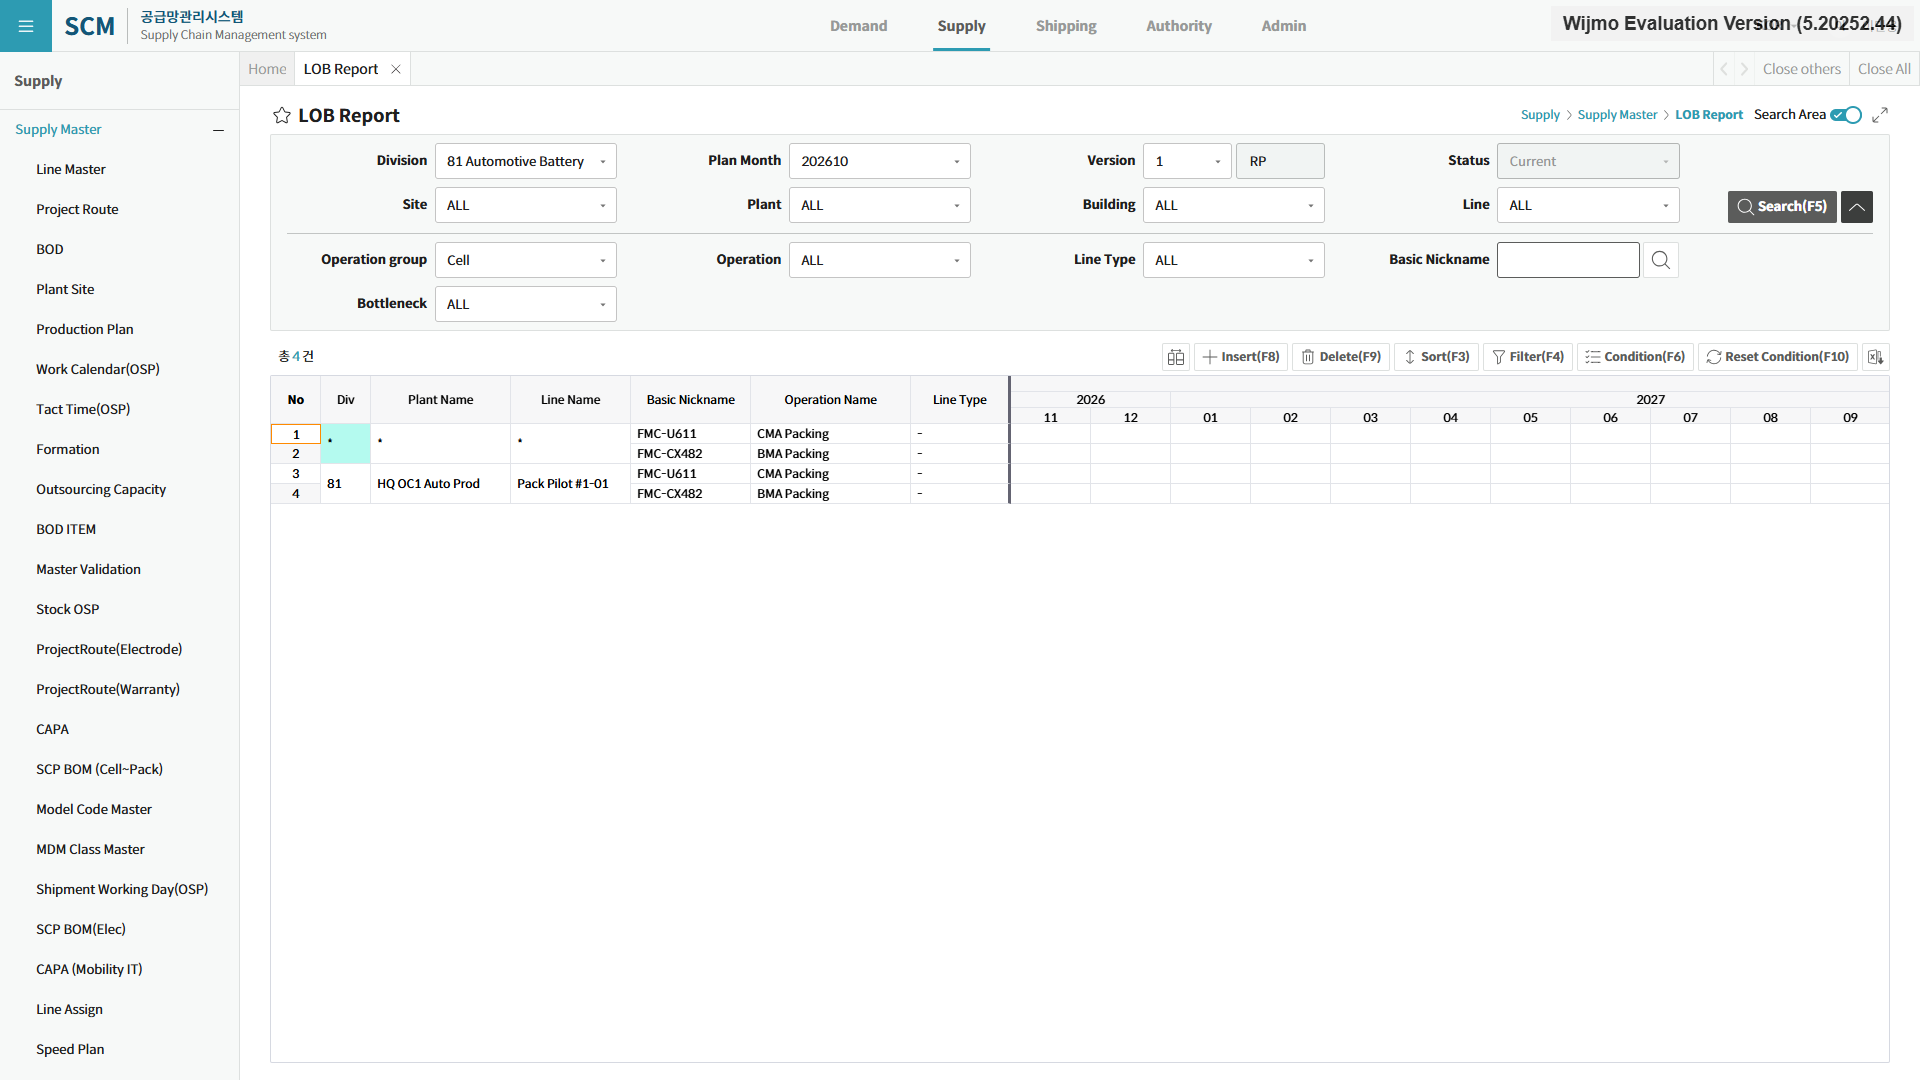 SCM 공급망관리시스템
Supply Chain Management system
Demand Supply Shipping Authority Admin
Wijmo Evaluation Version (5.20252.44)
Supply
Home LOB Report Close others Close All
Supply Master
Line Master
Project Route
BOD
Plant Site
Production Plan
Work Calendar(OSP)
Tact Time(OSP)
Formation
Outsourcing Capacity
BOD ITEM
Master Validation
Stock OSP
ProjectRoute(Electrode)
ProjectRoute(Warranty)
CAPA
SCP BOM (Cell~Pack)
Model Code Master
MDM Class Master
Shipment Working Day(OSP)
SCP BOM(Elec)
CAPA (Mobility IT)
Line Assign
Speed Plan
LOB Report
Supply > Supply Master > LOB Report Search Area
Division 81 Automotive Battery Plan Month 202610 Version 1 RP Status Current
Site ALL Plant ALL Building ALL Line ALL Search(F5)
Operation group Cell Operation ALL Line Type ALL Basic Nickname
Bottleneck ALL
총 4 건
Insert(F8) Delete(F9) Sort(F3) Filter(F4) Condition(F6) Reset Condition(F10)
No Div Plant Name Line Name Basic Nickname Operation Name Line Type 2026 2027
11 12 01 02 03 04 05 06 07 08 09
1 * * * FMC-U611 CMA Packing -
2 FMC-CX482 BMA Packing -
3 81 HQ OC1 Auto Prod Pack Pilot #1-01 FMC-U611 CMA Packing -
4 FMC-CX482 BMA Packing -